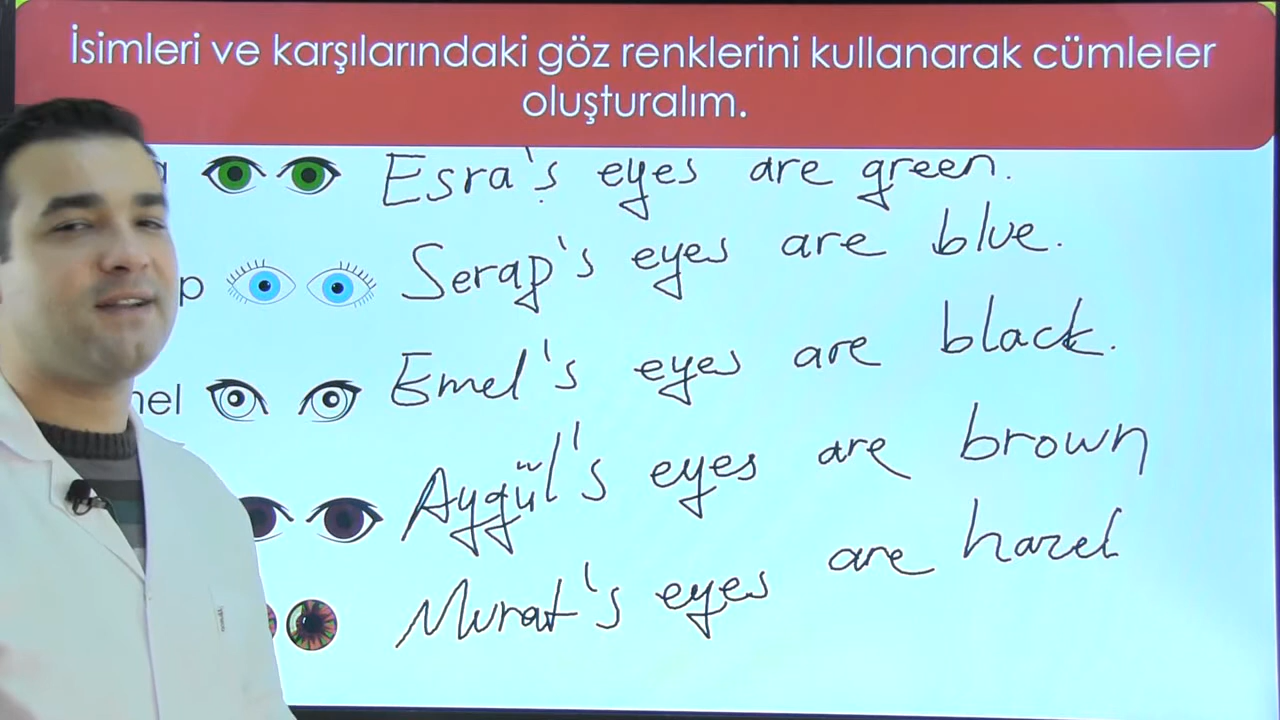 İsimleri ve karşılarındaki göz renklerini kullanarak cümleler
oluşturalım.
Esra's eyes are green.
p Serap's eyes are blue.
nel Emel's eyes are black.
Aygül's eyes are brown
Murat's eyes are hazel